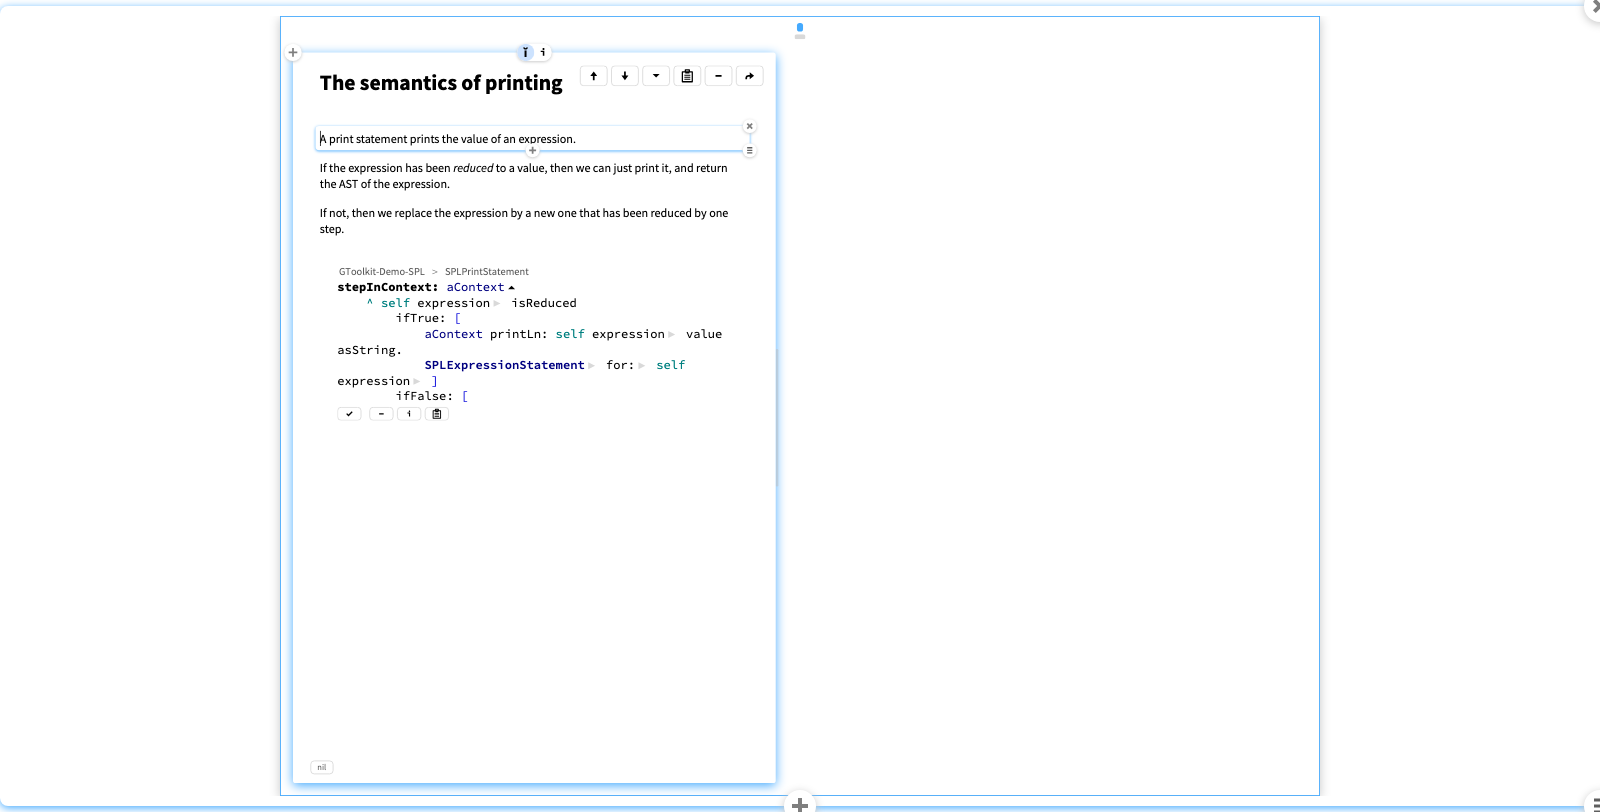 The semantics of printing
A print statement prints the value of an expression.
If the expression has been reduced to a value, then we can just print it, and return
the AST of the expression.
If not, then we replace the expression by a new one that has been reduced by one
step.
GToolkit-Demo-SPL > SPLPrintStatement
stepInContext: aContext
^ self expression isReduced
ifTrue: [
aContext printLn: self expression value
asString.
SPLExpressionStatement for: self
expression ]
ifFalse: [
nil